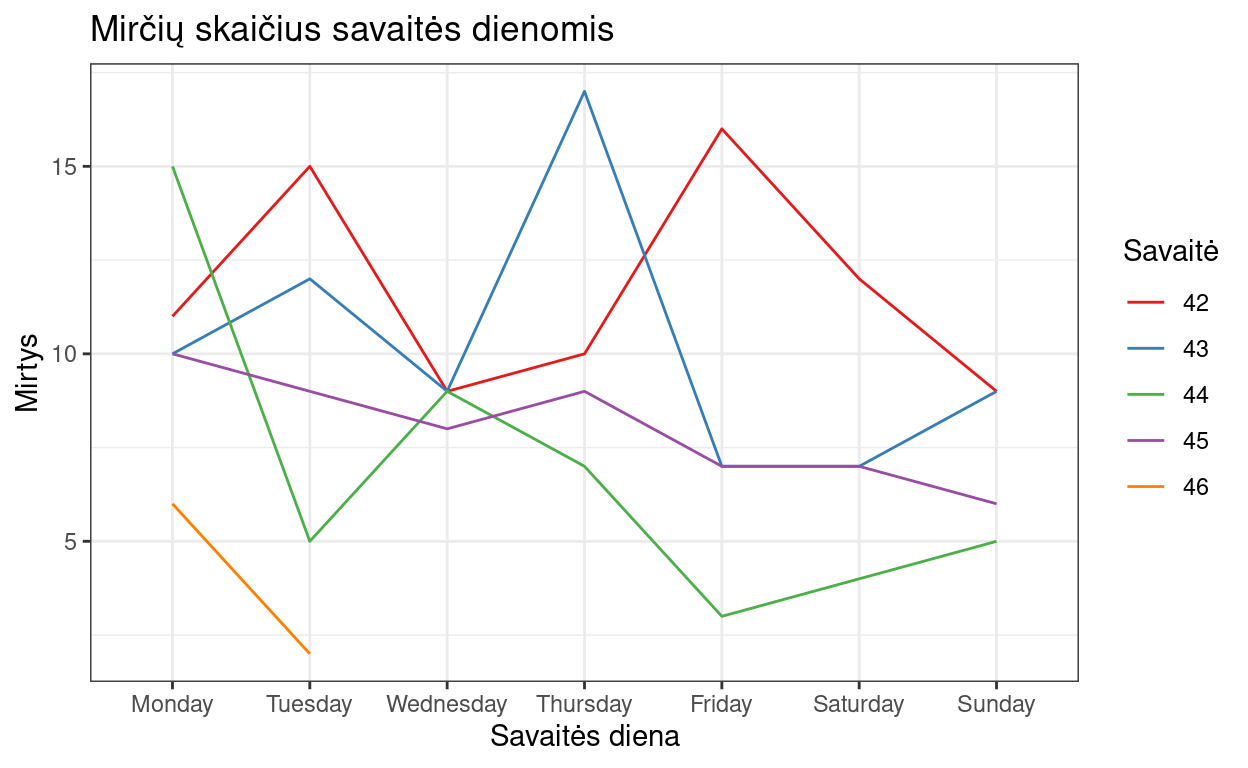 Mirčių skaičius savaitės dienomis
Mirtys
15
10
5
Monday Tuesday Wednesday Thursday Friday Saturday Sunday
Savaitės diena
Savaitė
42
43
44
45
46